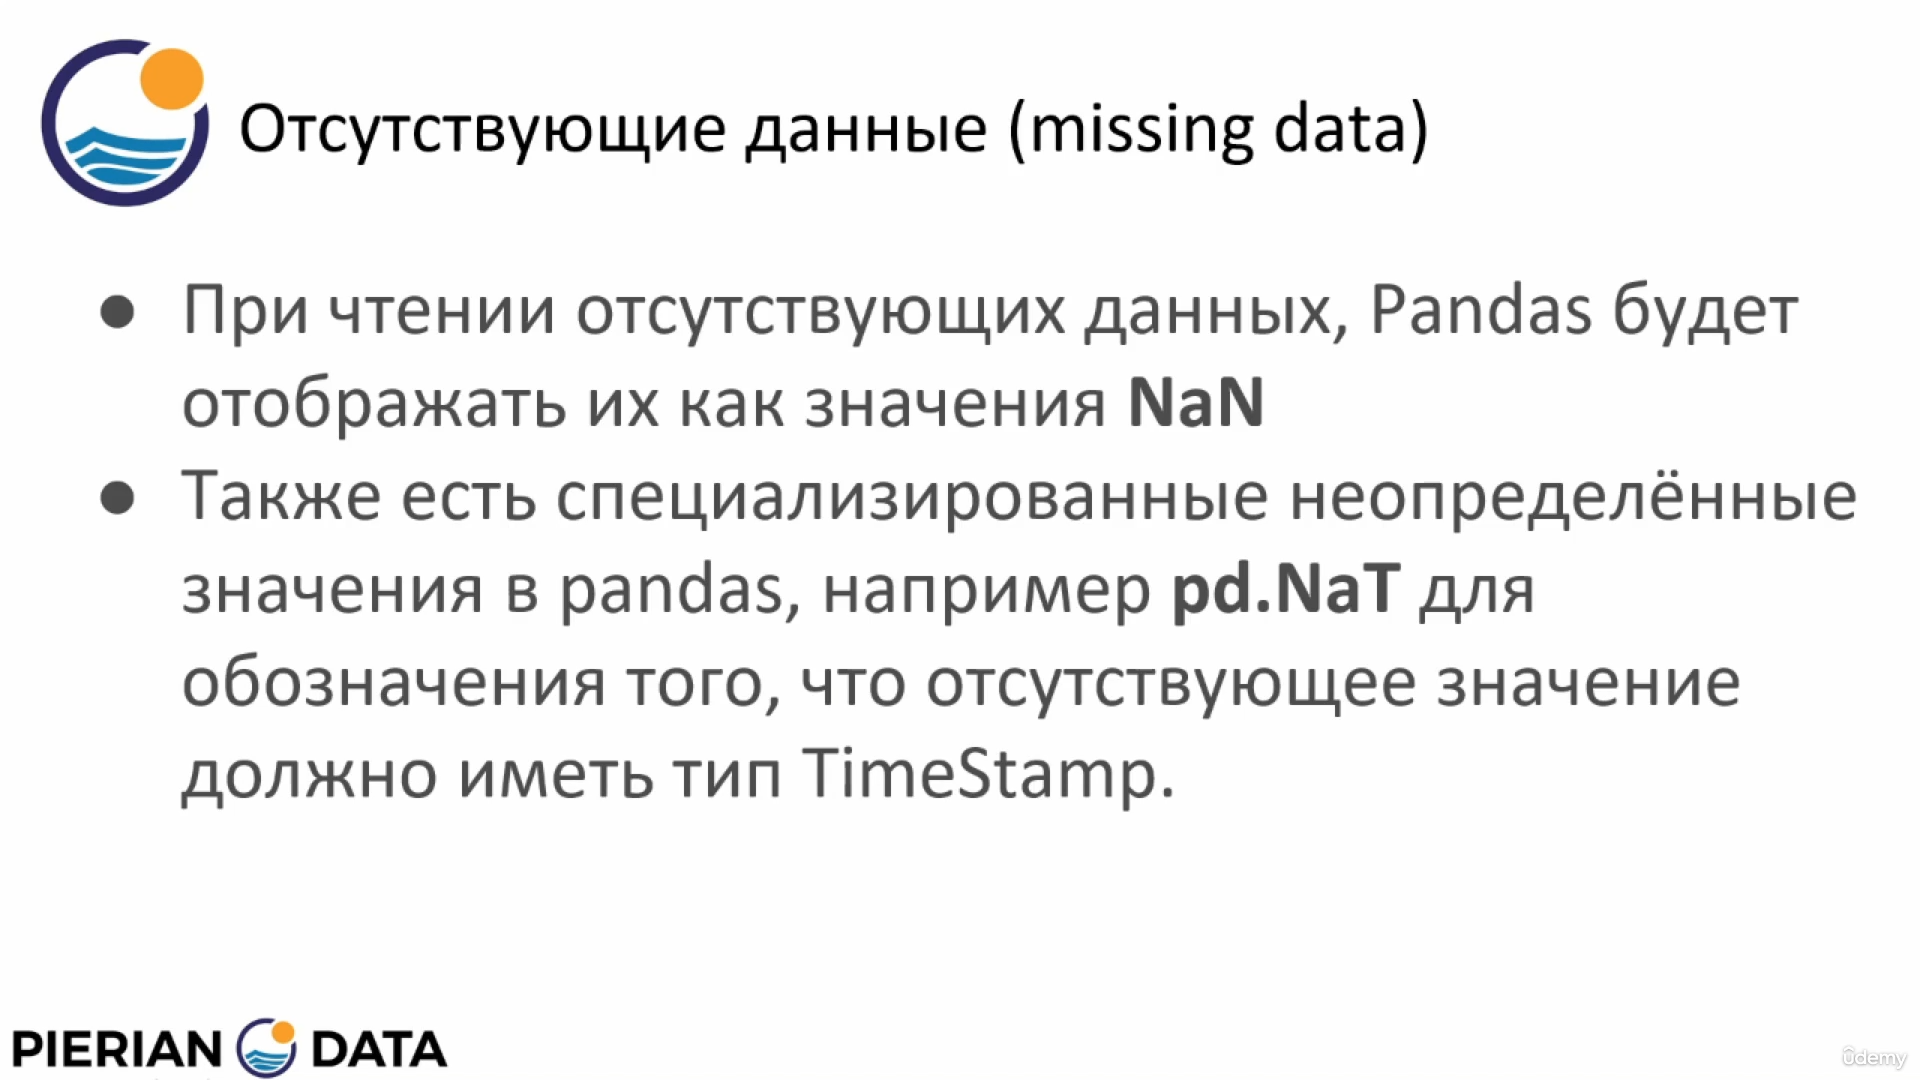 Отсутствующие данные (missing data)
● При чтении отсутствующих данных, Pandas будет
отображать их как значения NaN
● Также есть специализированные неопределённые
значения в pandas, например pd.NaT для
обозначения того, что отсутствующее значение
должно иметь тип TimeStamp.
PIERIAN DATA
ûdemy